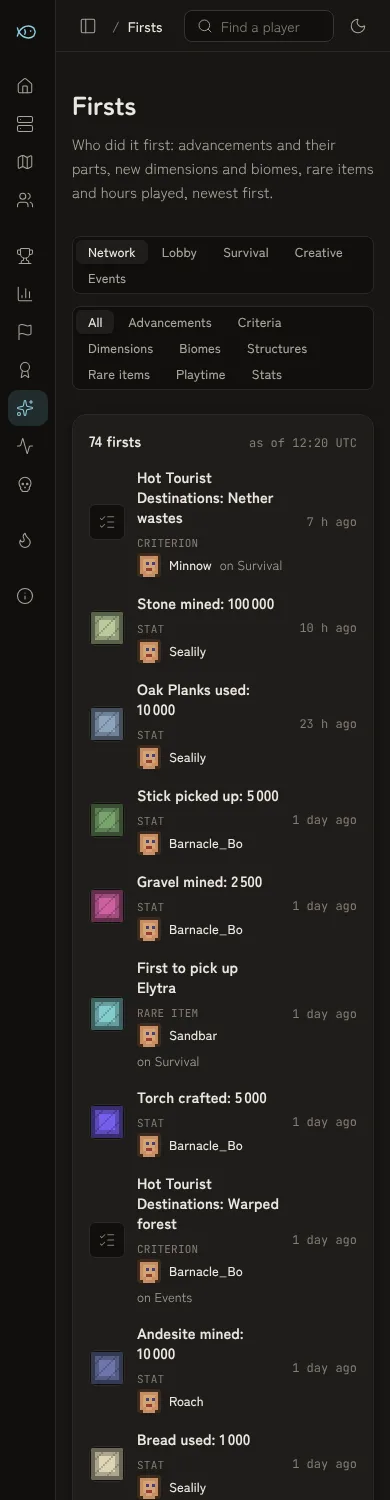 / Firsts
Find a player
Firsts
Who did it first: advancements and their
parts, new dimensions and biomes, rare items
and hours played, newest first.
Network Lobby Survival Creative
Events
All Advancements Criteria
Dimensions Biomes Structures
Rare items Playtime Stats
74 firsts as of 12:20 UTC
Hot Tourist
Destinations: Nether
wastes
7 h ago
CRITERION
Minnow on Survival
Stone mined: 100 000
10 h ago
STAT
Sealily
Oak Planks used:
10 000
23 h ago
STAT
Sealily
Stick picked up: 5 000
1 day ago
STAT
Barnacle_Bo
Gravel mined: 2 500
1 day ago
STAT
Barnacle_Bo
First to pick up
Elytra
1 day ago
RARE ITEM
Sandbar
on Survival
Torch crafted: 5 000
1 day ago
STAT
Barnacle_Bo
Hot Tourist
Destinations: Warped
forest
1 day ago
CRITERION
Barnacle_Bo
on Events
Andesite mined:
10 000
1 day ago
STAT
Roach
Bread used: 1 000
1 day ago
STAT
Sealily